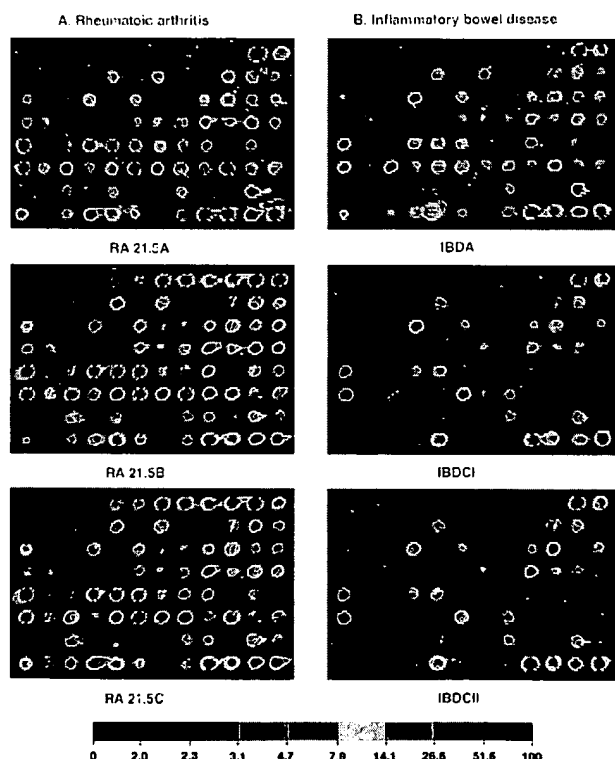 A. Rheumatoic arthritis
B. Inflammatory bowel disease
RA 21.5A
IBDA
RA 21.5B
IBDCI
RA 21.5C
IBDCII
0 2.0 2.3 3.1 4.7 7.8 14.1 26.6 51.6 100